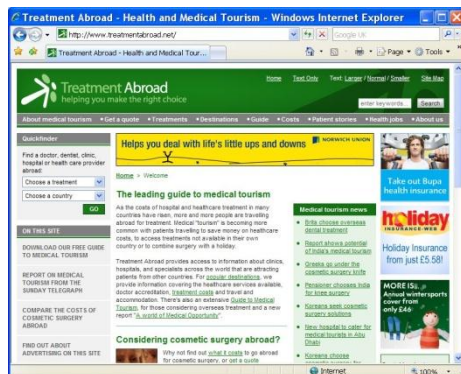 Treatment Abroad - Health and Medical Tourism - Windows Internet Explorer
http://www.treatmentabroad.net/
Google UK
Treatment Abroad - Health and Medical Tour...
Page
Tools
Treatment Abroad
helping you make the right choice
Home Text Only Text: Larger / Normal / Smaller Site Map
enter keywords... Search
About medical tourism Get a quote Treatments Destinations Guide Costs Patient stories Health jobs About us
Quickfinder
Find a doctor, dentist, clinic,
hospital or health care provider
abroad:
Choose a treatment
Choose a country
GO
ON THIS SITE
DOWNLOAD OUR FREE GUIDE
TO MEDICAL TOURISM
REPORT ON MEDICAL
TOURISM FROM THE
SUNDAY TELEGRAPH
COMPARE THE COSTS OF
COSMETIC SURGERY
ABROAD
FIND OUT ABOUT
ADVERTISING ON THIS SITE
Helps you deal with life's little ups and downs
NORWICH UNION
Home > Welcome
The leading guide to medical tourism
As the costs of hospital and healthcare treatment in many
countries have risen, more and more people are travelling
abroad for treatment. Medical "tourism" is becoming more
common with patients travelling to save money on healthcare
costs, to access treatments not available in their own
country or to combine surgery with a holiday.
Treatment Abroad provides access to information about clinics,
hospitals, and specialists across the world that are attracting
patients from other countries. For popular destinations, we
provide information covering the healthcare services available,
doctor accreditation, treatment costs and travel and
accommodation. There's also an extensive Guide to Medical
Tourism, for those considering overseas treatment and a new
report "A world of Medical Opportunity".
Considering cosmetic surgery abroad?
Why not find out what it costs to go abroad
for cosmetic surgery, or get a quote
Medical tourism news
Brits choose overseas
dental treatment
Report shows potential
of India's medical tourism
Greeks go under the
cosmetic surgery knife
Pensioner chooses India
for knee surgery
Koreans seek cosmetic
surgery solutions
New hospital to cater for
medical tourists in Abu
Dhabi
Koreans choose
Take out Bupa
health insurance
holiday
INSURANCE WEB
Holiday Insurance
from just £5.58!
MORE TH>
Annual wintersports
cover from
only £46
Internet
100%